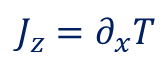 J_z = ∂_x T